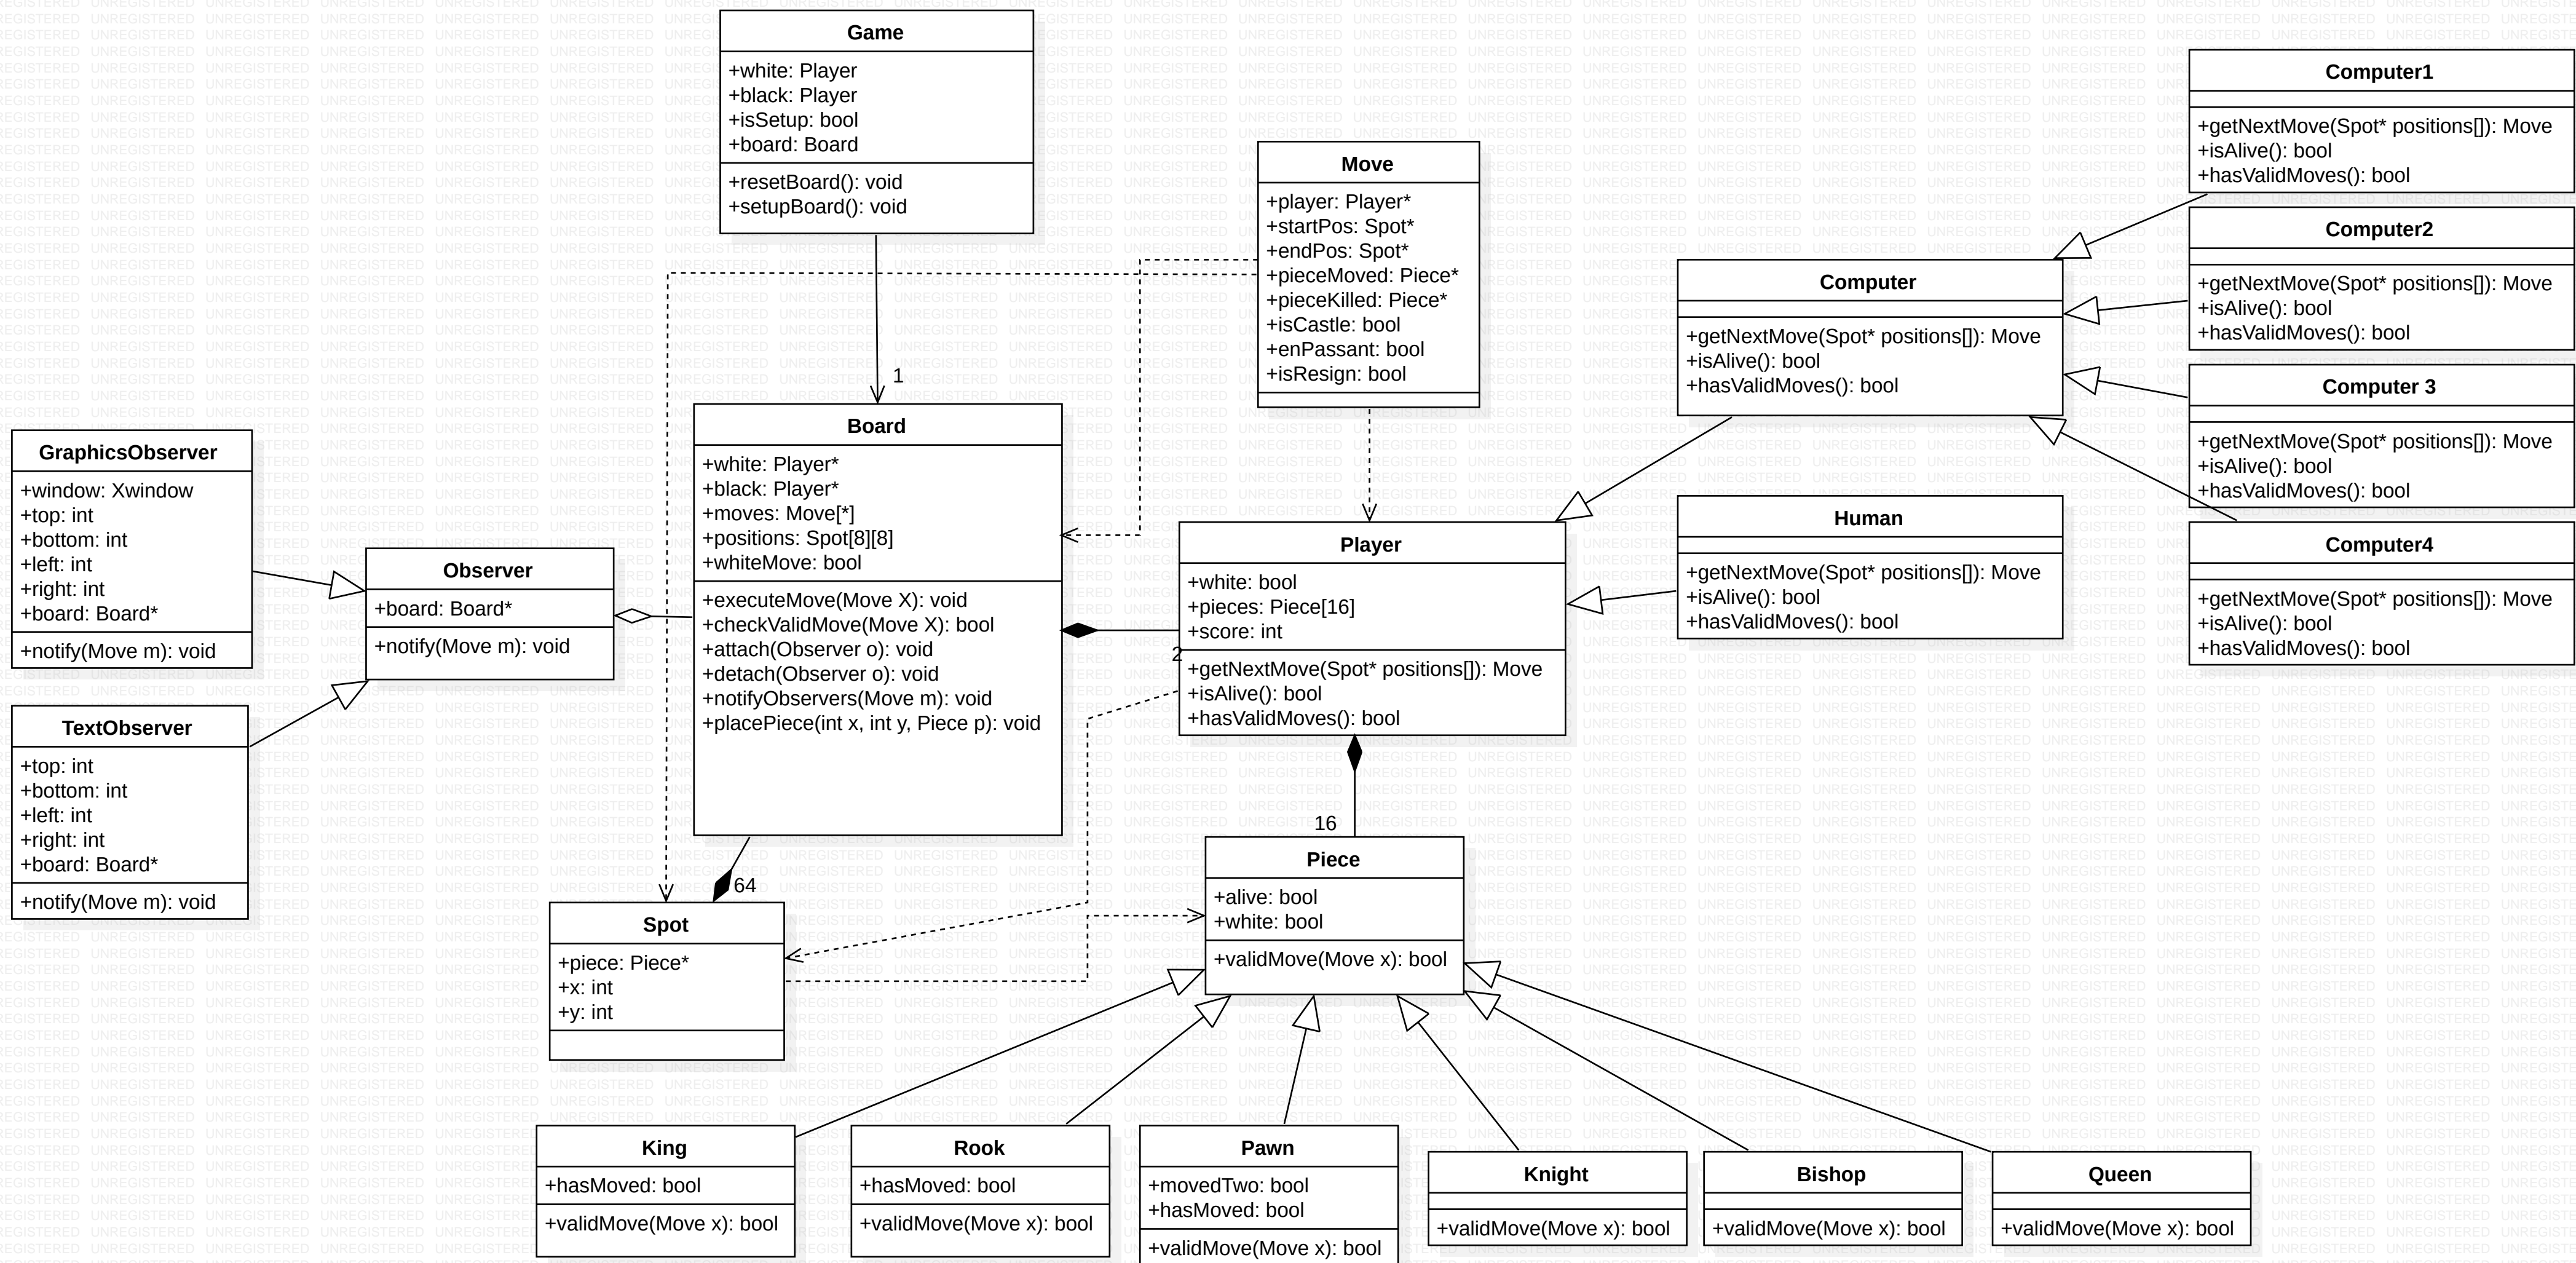 Game
+white: Player
+black: Player
+isSetup: bool
+board: Board
+resetBoard(): void
+setupBoard(): void
Move
+player: Player*
+startPos: Spot*
+endPos: Spot*
+pieceMoved: Piece*
+pieceKilled: Piece*
+isCastle: bool
+enPassant: bool
+isResign: bool
Computer1
+getNextMove(Spot* positions[]): Move
+isAlive(): bool
+hasValidMoves(): bool
Computer2
+getNextMove(Spot* positions[]): Move
+isAlive(): bool
+hasValidMoves(): bool
Computer
+getNextMove(Spot* positions[]): Move
+isAlive(): bool
+hasValidMoves(): bool
Computer 3
+getNextMove(Spot* positions[]): Move
+isAlive(): bool
+hasValidMoves(): bool
1
Board
+white: Player*
+black: Player*
+moves: Move[*]
+positions: Spot[8][8]
+whiteMove: bool
+executeMove(Move X): void
+checkValidMove(Move X): bool
+attach(Observer o): void
+detach(Observer o): void
+notifyObservers(Move m): void
+placePiece(int x, int y, Piece p): void
GraphicsObserver
+window: Xwindow
+top: int
+bottom: int
+left: int
+right: int
+board: Board*
+notify(Move m): void
Observer
+board: Board*
+notify(Move m): void
Player
+white: bool
+pieces: Piece[16]
+score: int
+getNextMove(Spot* positions[]): Move
+isAlive(): bool
+hasValidMoves(): bool
2
Human
+getNextMove(Spot* positions[]): Move
+isAlive(): bool
+hasValidMoves(): bool
Computer4
+getNextMove(Spot* positions[]): Move
+isAlive(): bool
+hasValidMoves(): bool
TextObserver
+top: int
+bottom: int
+left: int
+right: int
+board: Board*
+notify(Move m): void
16
64
Piece
+alive: bool
+white: bool
+validMove(Move x): bool
Spot
+piece: Piece*
+x: int
+y: int
King
+hasMoved: bool
+validMove(Move x): bool
Rook
+hasMoved: bool
+validMove(Move x): bool
Pawn
+movedTwo: bool
+hasMoved: bool
+validMove(Move x): bool
Knight
+validMove(Move x): bool
Bishop
+validMove(Move x): bool
Queen
+validMove(Move x): bool
UNREGISTERED